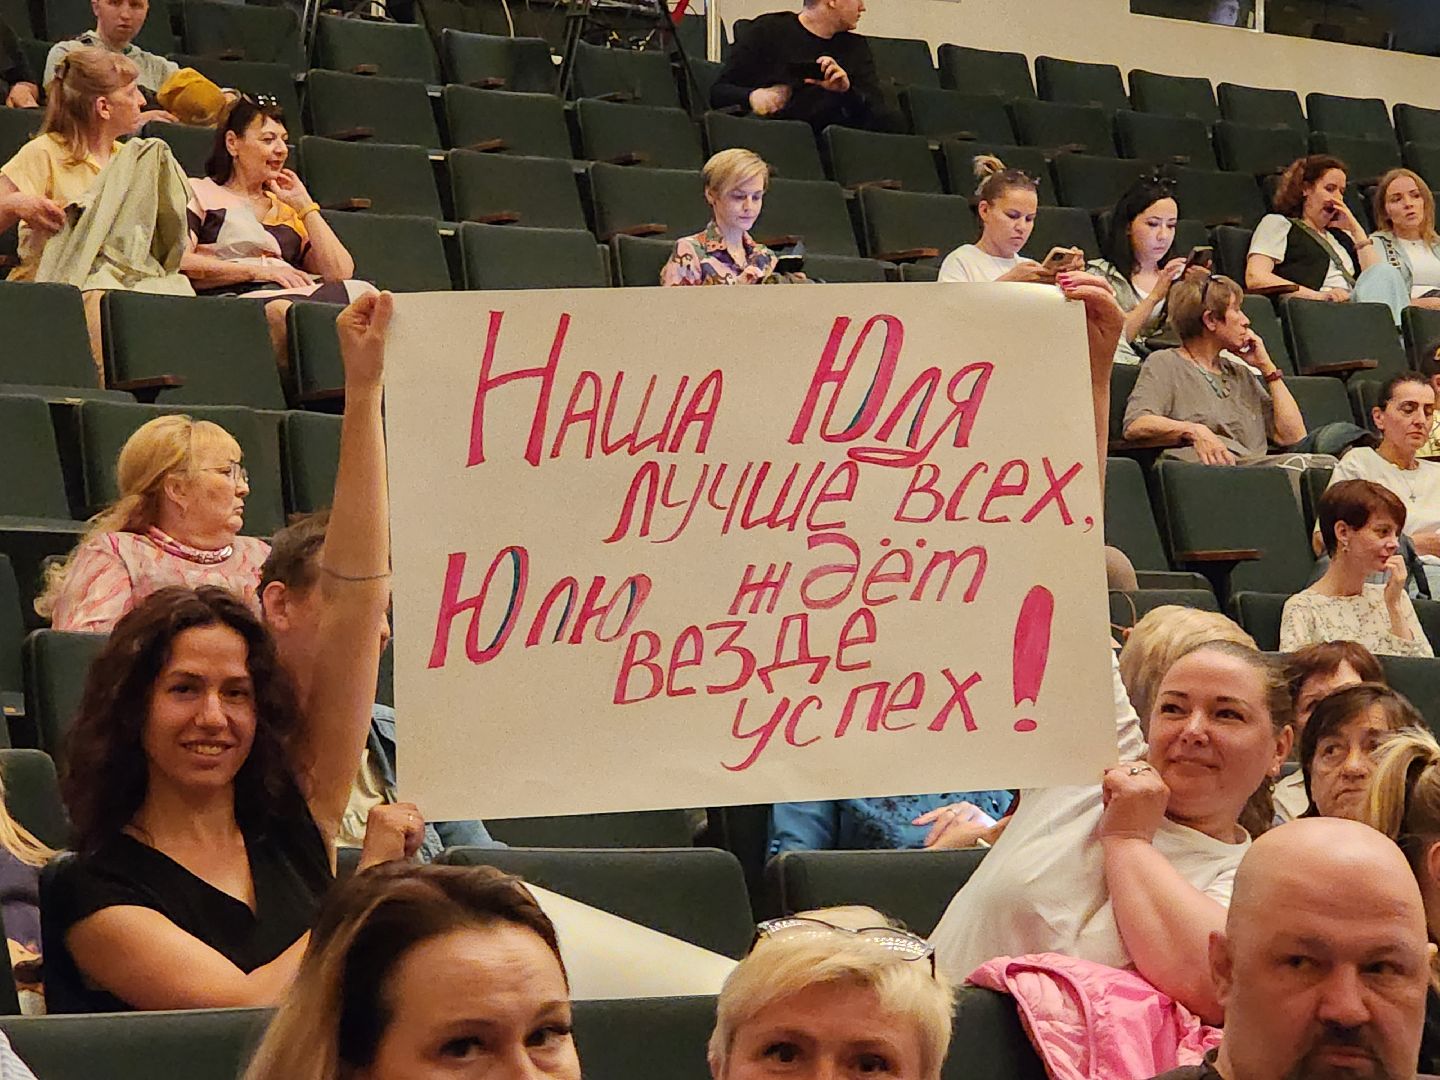 Наша Юля
лучше всех,
Юлю ждёт
везде
успех!